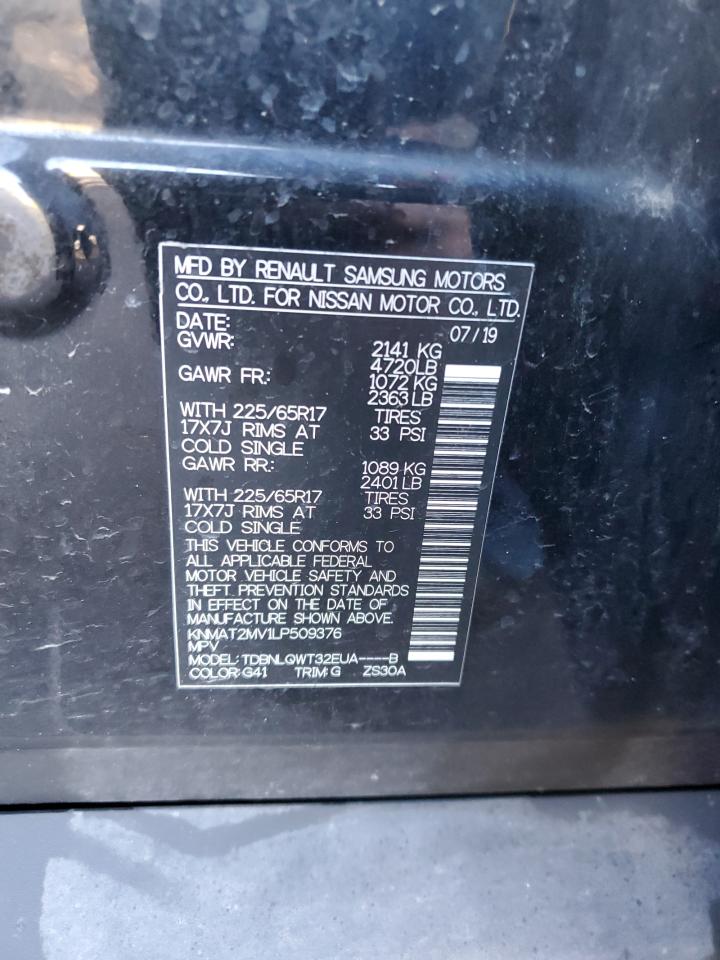 MFD BY RENAULT SAMSUNG MOTORS
CO., LTD. FOR NISSAN MOTOR CO., LTD.
DATE: 07/19
GVWR: 2141 KG
4720LB
GAWR FR: 1072 KG
2363 LB
WITH 225/65R17 TIRES
17X7J RIMS AT 33 PSI
COLD SINGLE
GAWR RR: 1089 KG
2401 LB
WITH 225/65R17 TIRES
17X7J RIMS AT 33 PSI
COLD SINGLE
THIS VEHICLE CONFORMS TO
ALL APPLICABLE FEDERAL
MOTOR VEHICLE SAFETY AND
THEFT PREVENTION STANDARDS
IN EFFECT ON THE DATE OF
MANUFACTURE SHOWN ABOVE.
KNMAT2MV1LP509376
MPV
MODEL: TDBNLQWT32EUA----B
COLOR:G41 TRIM:G ZS30A